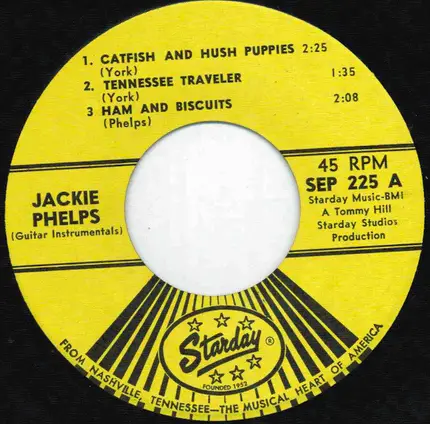 1. CATFISH AND HUSH PUPPIES 2:25
(York)
2. TENNESSEE TRAVELER 1:35
(York)
3 HAM AND BISCUITS 2:08
(Phelps)
JACKIE
PHELPS
(Guitar Instrumentals)
45 RPM
SEP 225 A
Starday Music-BMI
A Tommy Hill
Starday Studios
Production
Starday ®
FOUNDED 1952
FROM NASHVILLE, TENNESSEE—THE MUSICAL HEART OF AMERICA